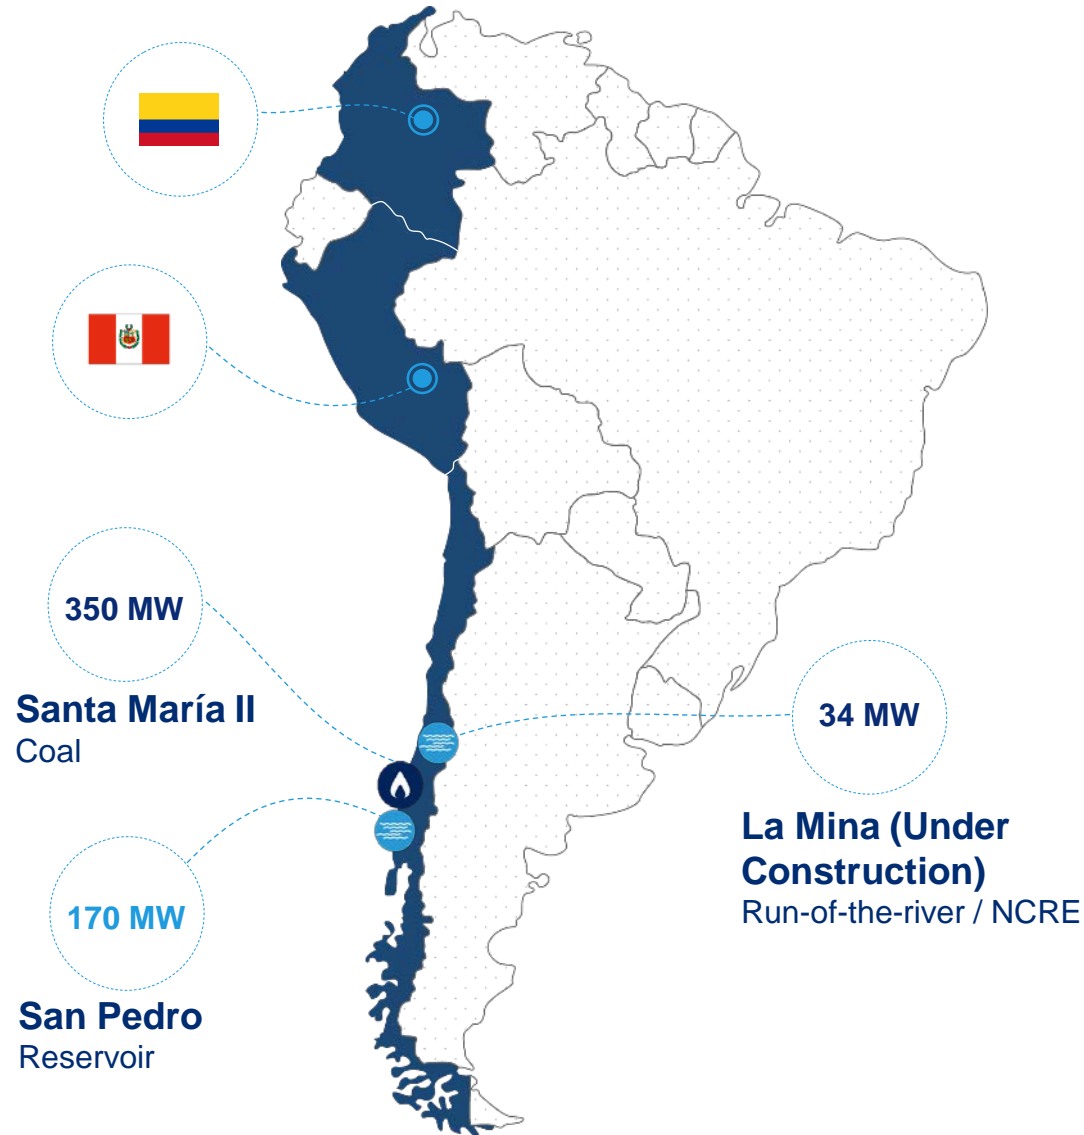 350 MW
Santa María II
Coal
170 MW
San Pedro
Reservoir
34 MW
La Mina (Under
Construction)
Run-of-the-river / NCRE